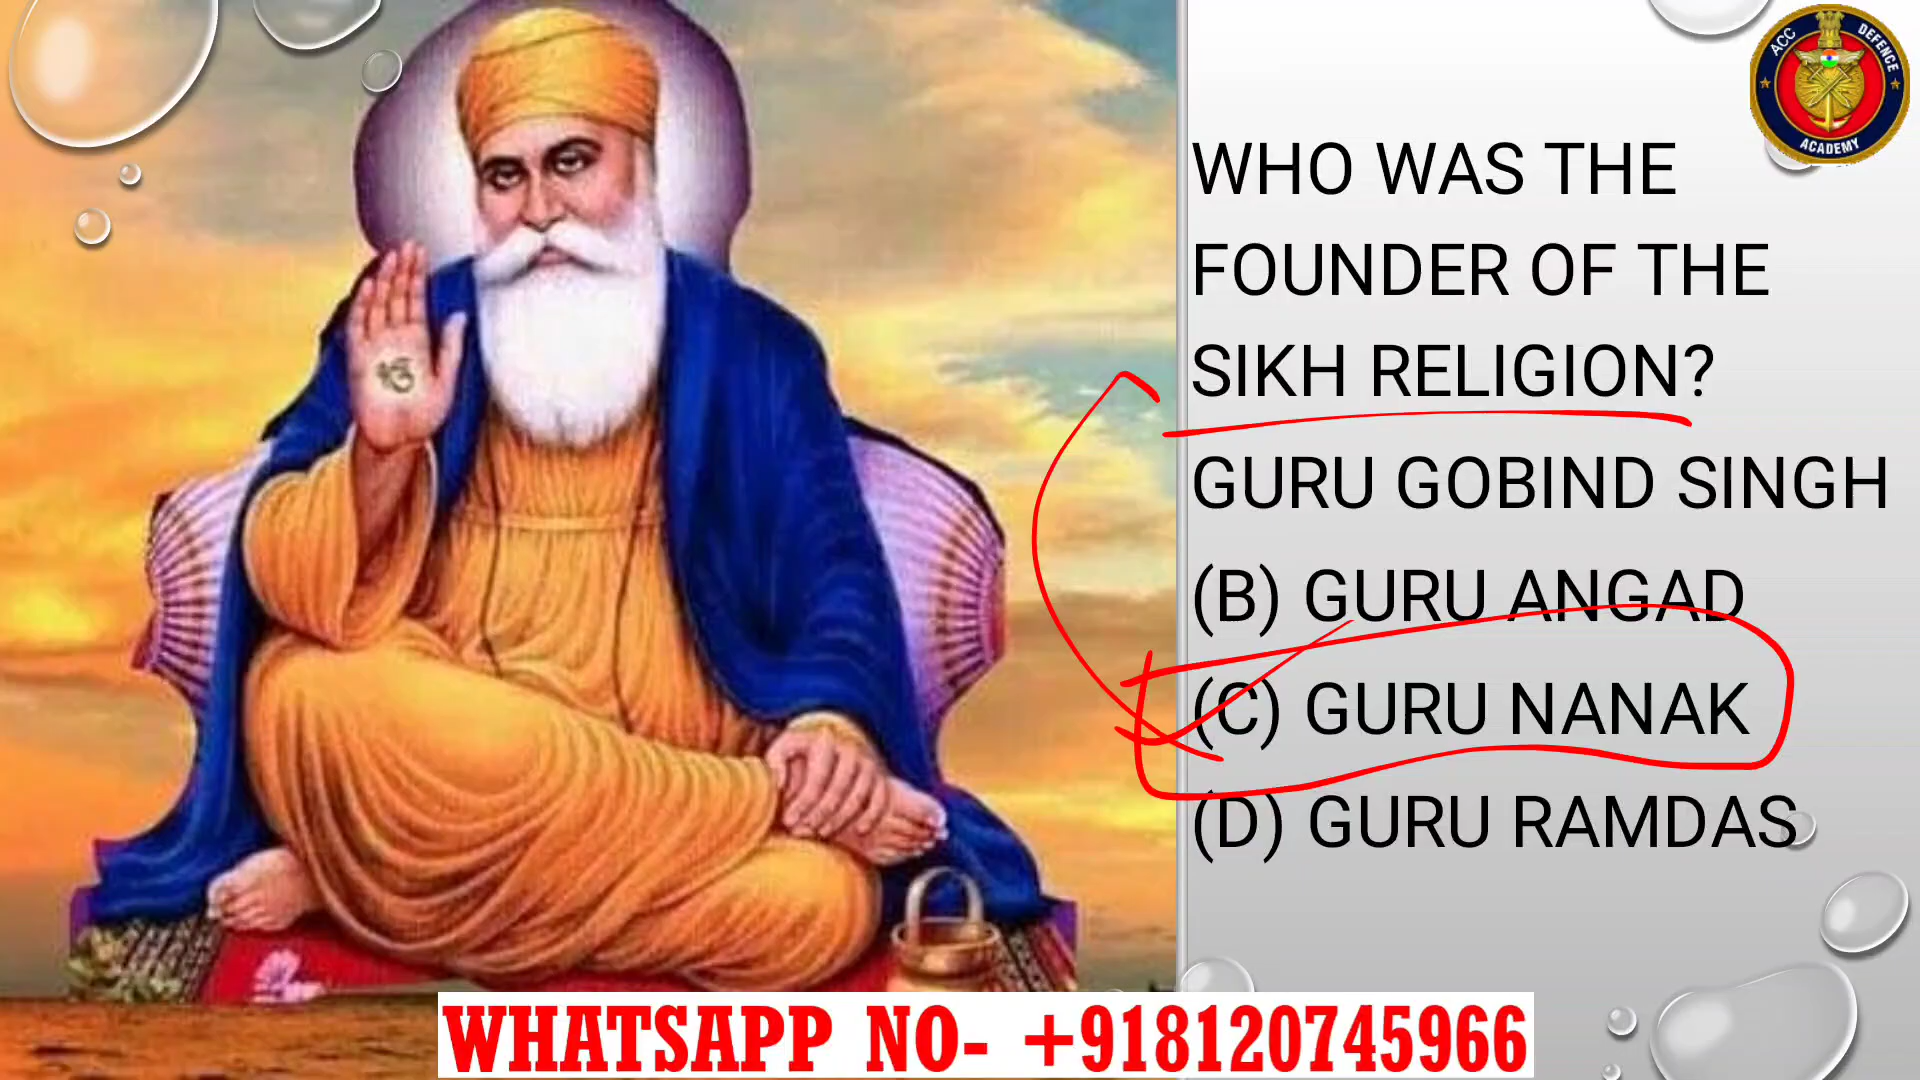 ACC DEFENCE
ACADEMY
WHO WAS THE
FOUNDER OF THE
SIKH RELIGION?
GURU GOBIND SINGH
(B) GURU ANGAD
(C) GURU NANAK
(D) GURU RAMDAS
ੴ
WHATSAPP NO- +918120745966